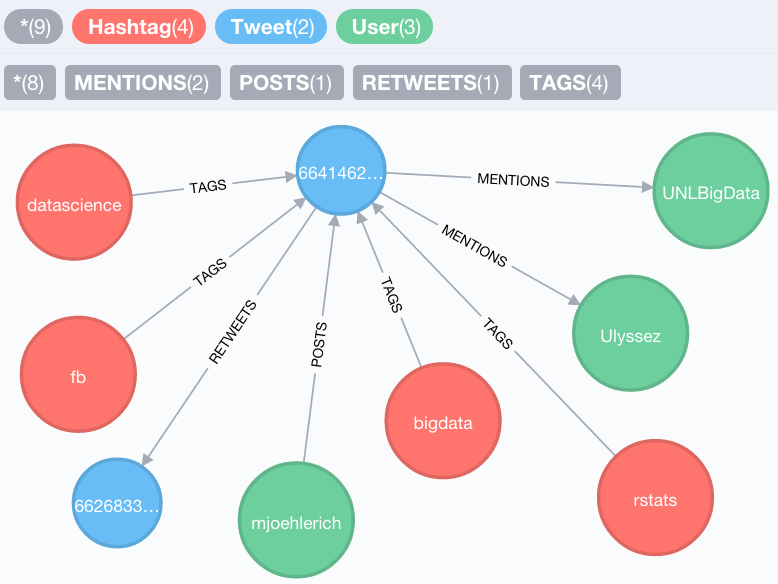 *(9) Hashtag(4) Tweet(2) User(3)
*(8) MENTIONS(2) POSTS(1) RETWEETS(1) TAGS(4)
6641462...
datascience
TAGS
MENTIONS
UNLBigData
TAGS
MENTIONS
RETWEETS
POSTS
TAGS
TAGS
Ulyssez
fb
bigdata
6626833...
mjoehlerich
rstats